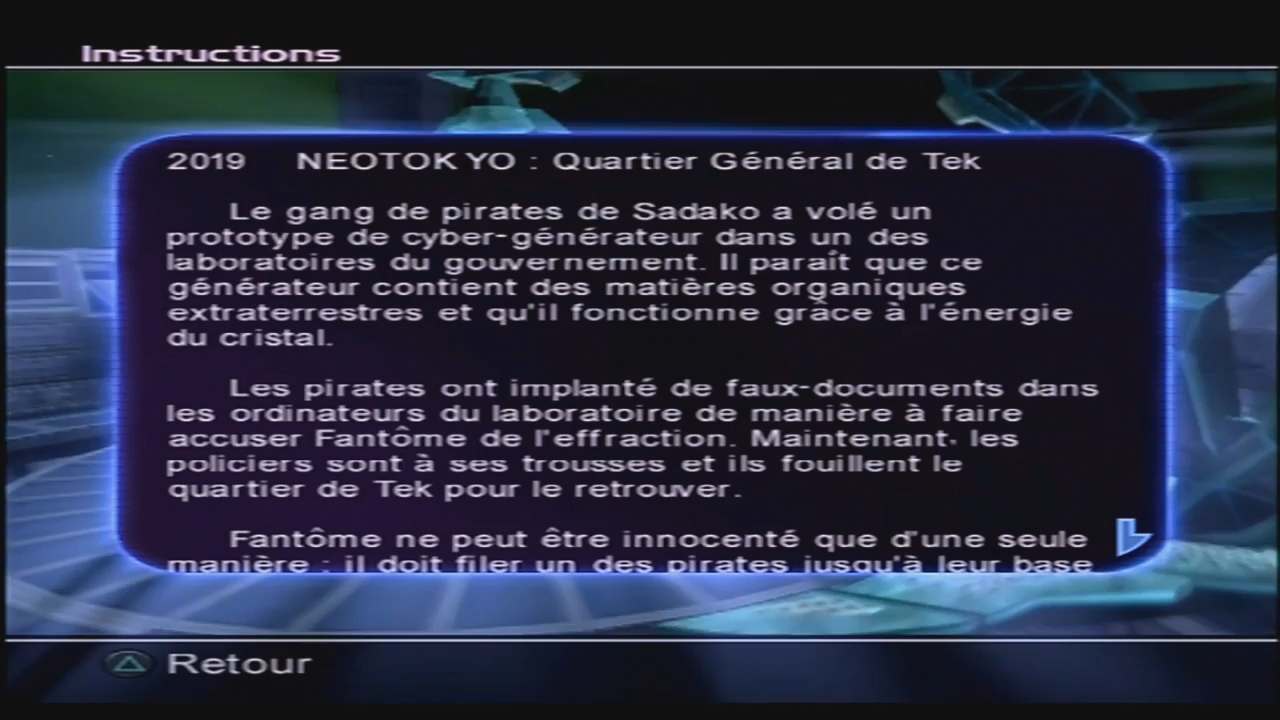 Instructions
2019 NEOTOKYO : Quartier Général de Tek
Le gang de pirates de Sadako a volé un
prototype de cyber-générateur dans un des
laboratoires du gouvernement. Il paraît que ce
générateur contient des matières organiques
extraterrestres et qu'il fonctionne grâce à l'énergie
du cristal.
Les pirates ont implanté de faux-documents dans
les ordinateurs du laboratoire de manière à faire
accuser Fantôme de l'effraction. Maintenant, les
policiers sont à ses trousses et ils fouillent le
quartier de Tek pour le retrouver.
Fantôme ne peut être innocenté que d'une seule
manière : il doit filer un des pirates jusqu'à leur base
Retour